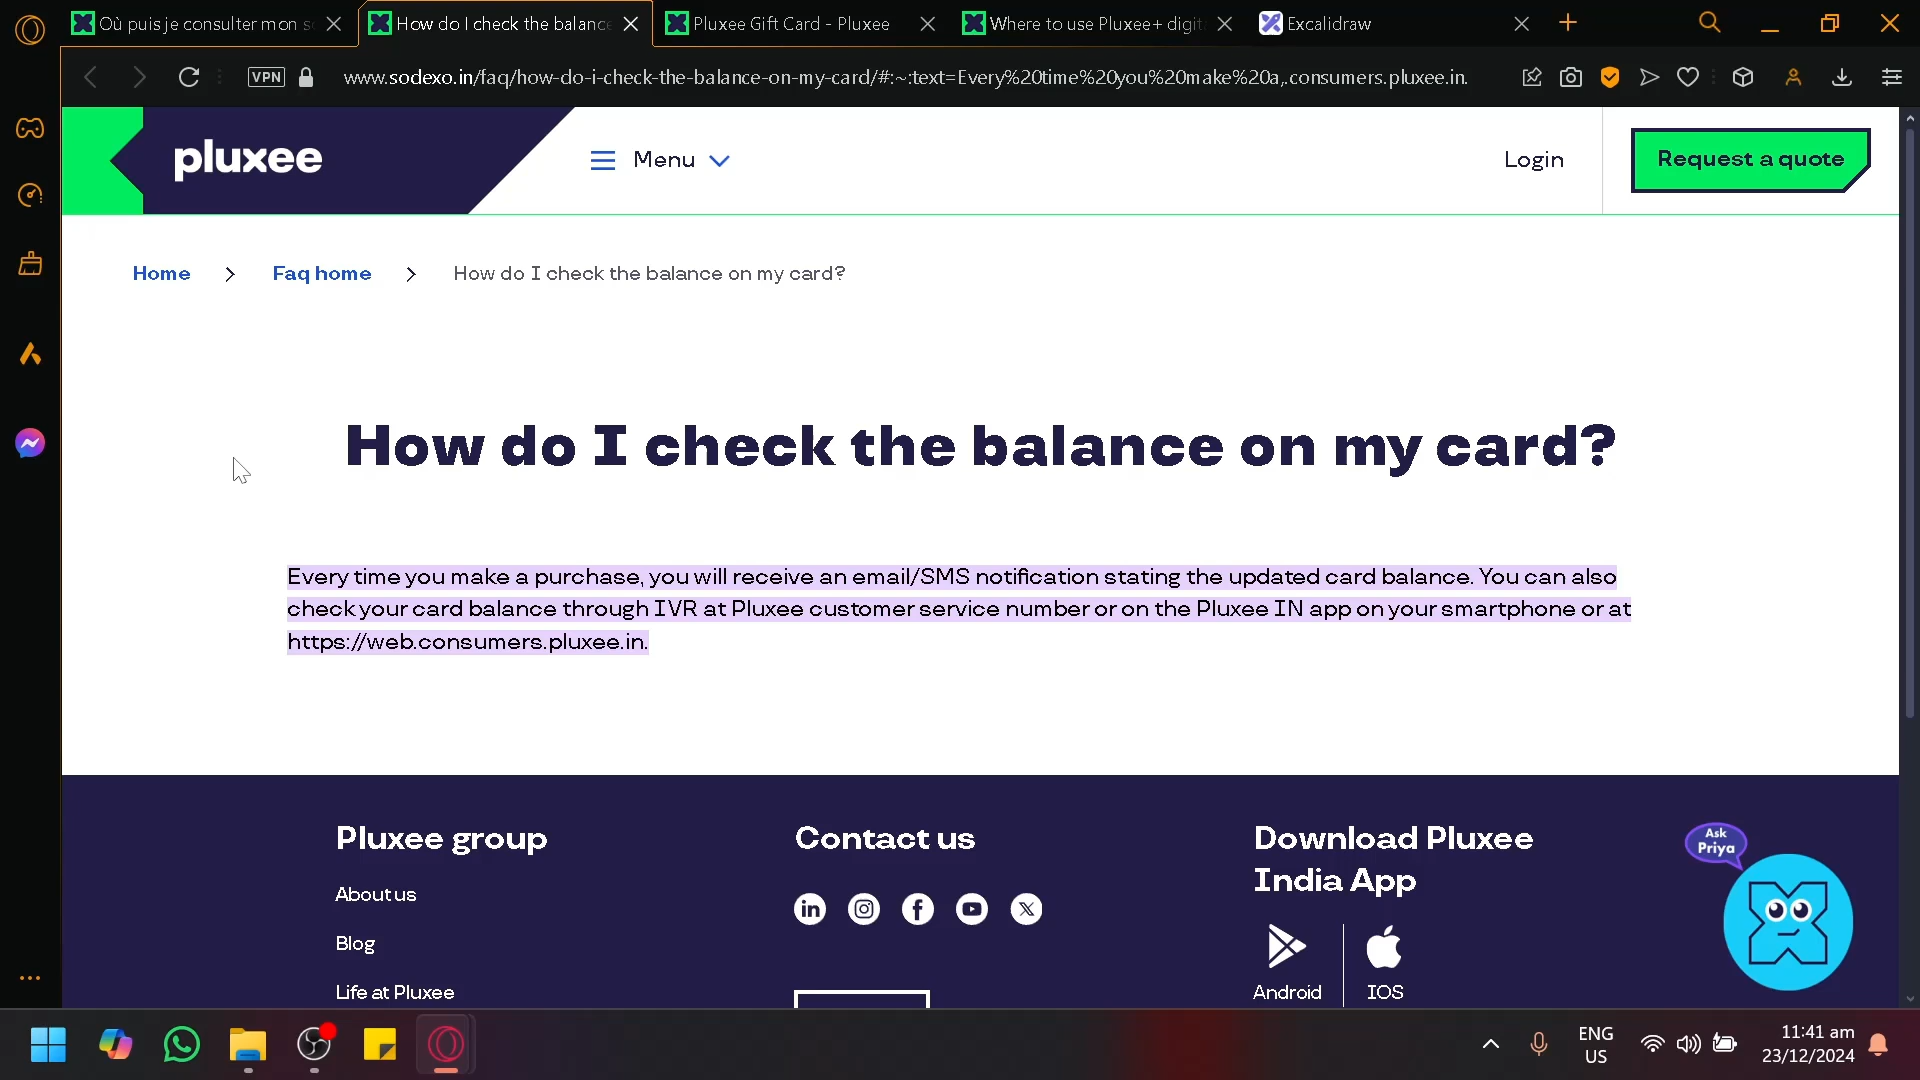 Où puis je consulter mon s
How do I check the balance
Pluxee Gift Card - Pluxee
Where to use Pluxee+ digit
Excalidraw
VPN
www.sodexo.in/faq/how-do-i-check-the-balance-on-my-card/#:~:text=Every%20time%20you%20make%20a,.consumers.pluxee.in.
pluxee
Menu
Login
Request a quote
Home
Faq home
How do I check the balance on my card?
How do I check the balance on my card?
Every time you make a purchase, you will receive an email/SMS notification stating the updated card balance. You can also
check your card balance through IVR at Pluxee customer service number or on the Pluxee IN app on your smartphone or at
https://web.consumers.pluxee.in.
Pluxee group
About us
Blog
Life at Pluxee
Contact us
Download Pluxee
India App
Android
IOS
Ask
Priya
ENG
US
11:41 am
23/12/2024